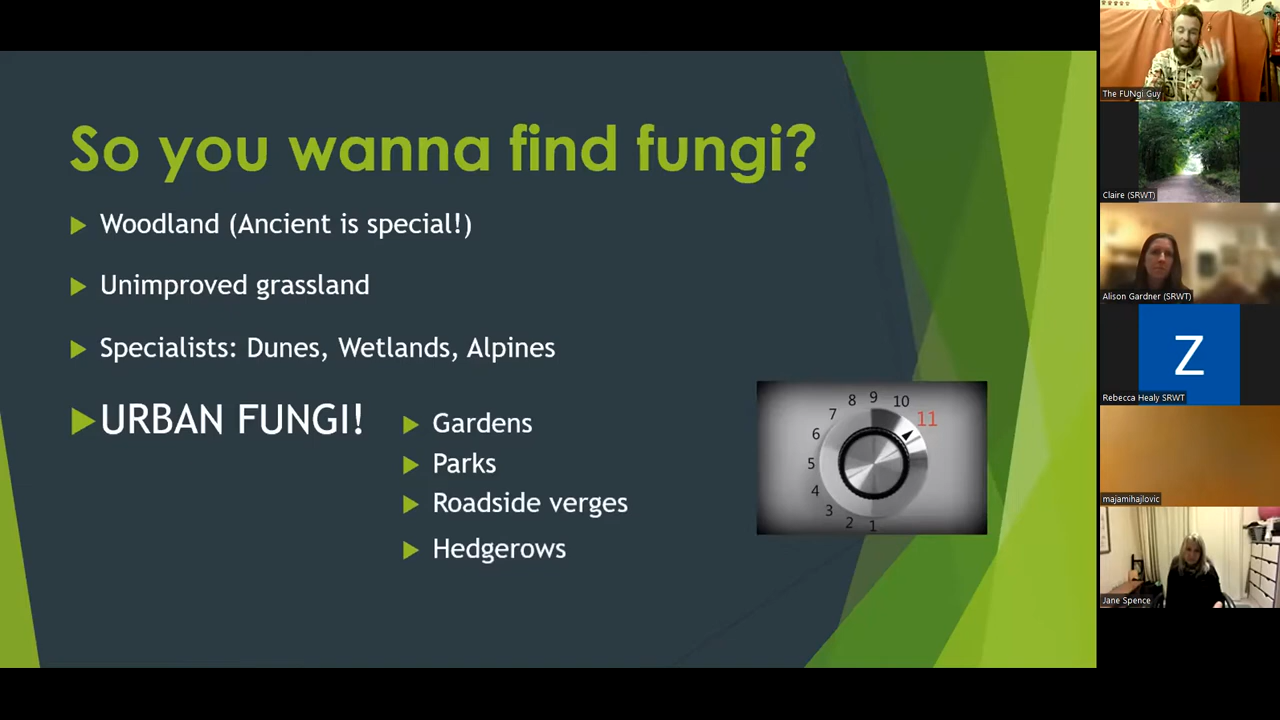 So you wanna find fungi?
Woodland (Ancient is special!)
Unimproved grassland
Specialists: Dunes, Wetlands, Alpines
URBAN FUNGI!
Gardens
Parks
Roadside verges
Hedgerows
1
2
3
4
5
6
7
8
9
10
11
The FUNgi Guy
Claire (SRWT)
Alison Gardner (SRWT)
Z
Rebecca Healy SRWT
majamihajlovic
Jane Spence